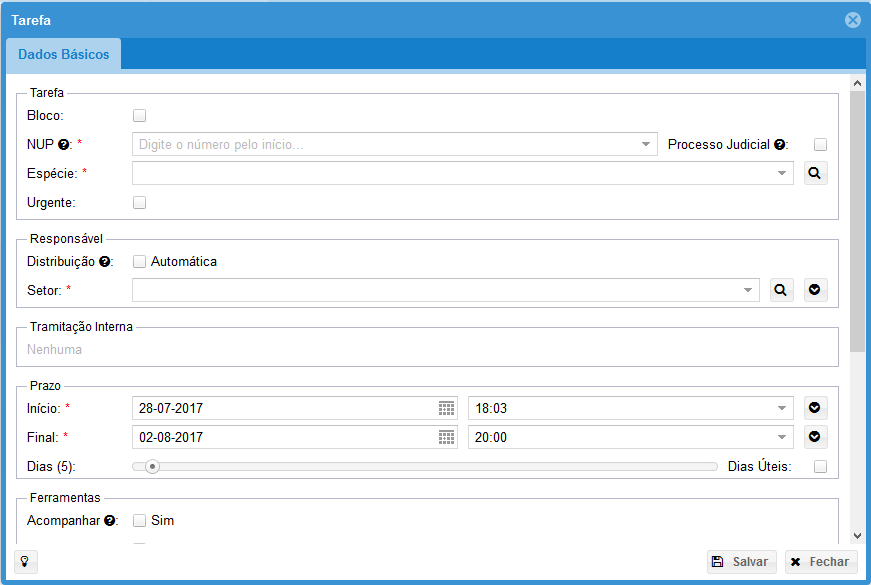 Tarefa
Dados Básicos
Tarefa
Bloco:
NUP ?: * Digite o número pelo início... Processo Judicial ?:
Espécie: *
Urgente:
Responsável
Distribuição ?: Automática
Setor: *
Tramitação Interna
Nenhuma
Prazo
Início: * 28-07-2017 18:03
Final: * 02-08-2017 20:00
Dias (5): Dias Úteis:
Ferramentas
Acompanhar ?: Sim
Salvar Fechar